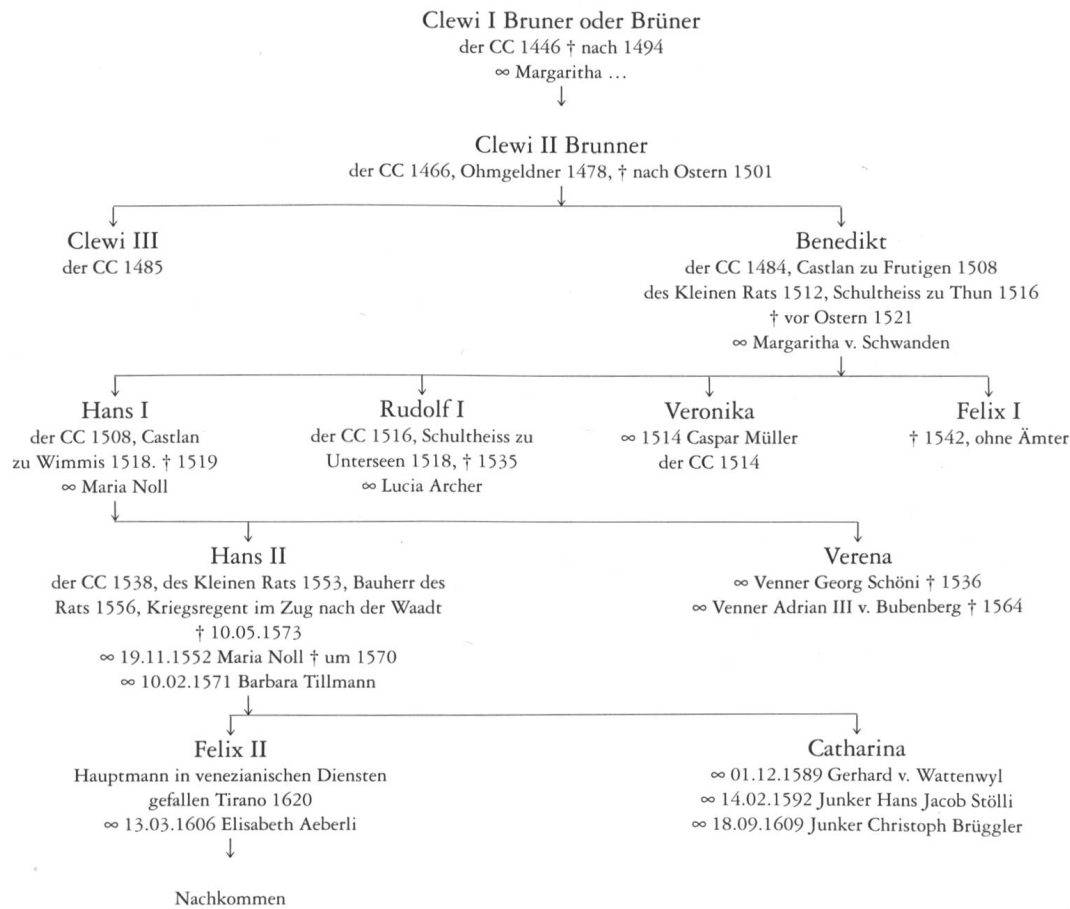 Clewi I Bruner oder Brüner
der CC 1446 † nach 1494
∞ Margaritha ...
Clewi II Brunner
der CC 1466, Ohmgeldner 1478, † nach Ostern 1501
Clewi III
der CC 1485
Benedikt
der CC 1484, Castlan zu Frutigen 1508
des Kleinen Rats 1512, Schultheiss zu Thun 1516
† vor Ostern 1521
∞ Margaritha v. Schwanden
Hans I
der CC 1508, Castlan
zu Wimmis 1518. † 1519
∞ Maria Noll
Rudolf I
der CC 1516, Schultheiss zu
Unterseen 1518, † 1535
∞ Lucia Archer
Veronika
∞ 1514 Caspar Müller
der CC 1514
Felix I
† 1542, ohne Ämter
Hans II
der CC 1538, des Kleinen Rats 1553, Bauherr des
Rats 1556, Kriegsregent im Zug nach der Waadt
† 10.05.1573
∞ 19.11.1552 Maria Noll † um 1570
∞ 10.02.1571 Barbara Tillmann
Verena
∞ Venner Georg Schöni † 1536
∞ Venner Adrian III v. Bubenberg † 1564
Felix II
Hauptmann in venezianischen Diensten
gefallen Tirano 1620
∞ 13.03.1606 Elisabeth Aeberli
Catharina
∞ 01.12.1589 Gerhard v. Wattenwyl
∞ 14.02.1592 Junker Hans Jacob Stölli
∞ 18.09.1609 Junker Christoph Brüggler
Nachkommen